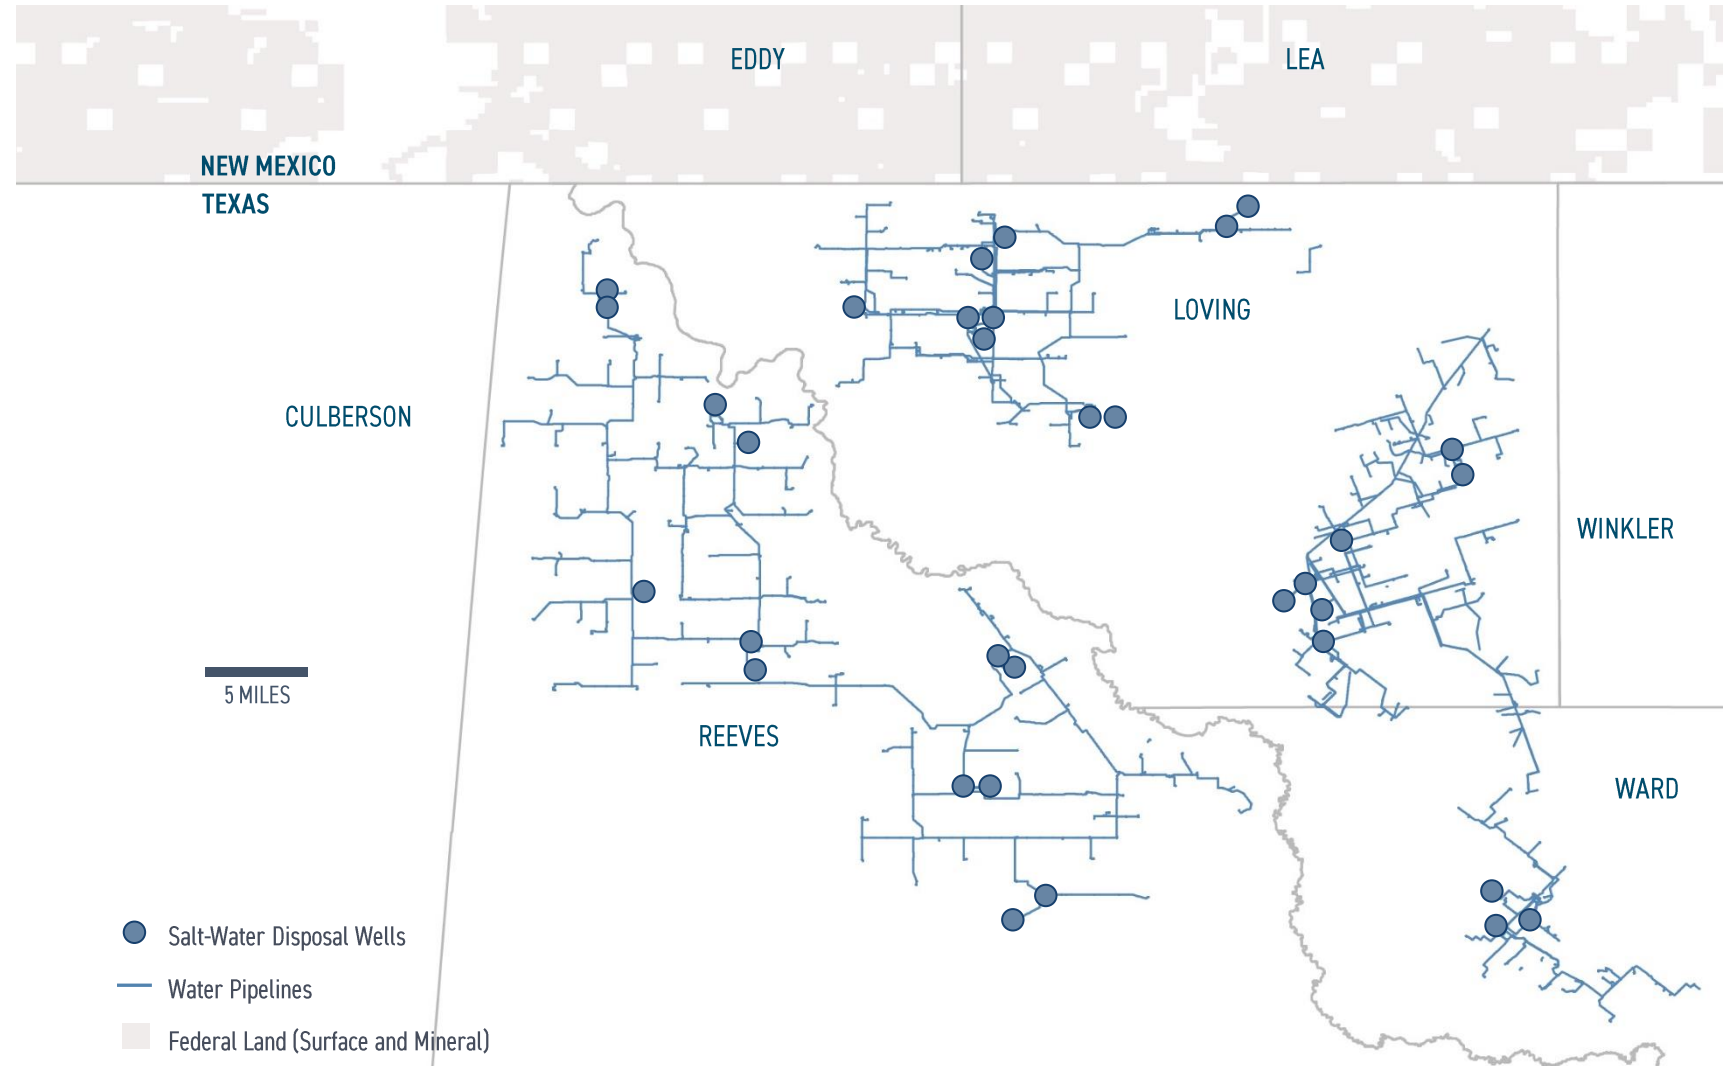 EDDY
LEA
NEW MEXICO
TEXAS
LOVING
CULBERSON
WINKLER
5 MILES
REEVES
WARD
Salt-Water Disposal Wells
Water Pipelines
Federal Land (Surface and Mineral)